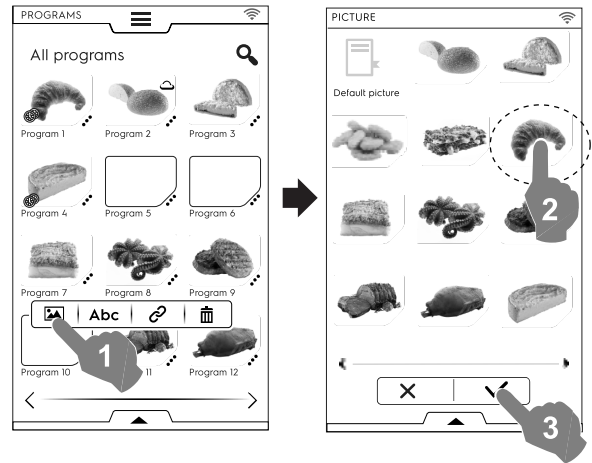 PROGRAMS
All programs
Program 1
Program 2
Program 3
Program 4
Program 5
Program 6
Program 7
Program 8
Program 9
Abc
1
Program 10
11
Program 12
PICTURE
Default picture
2
3